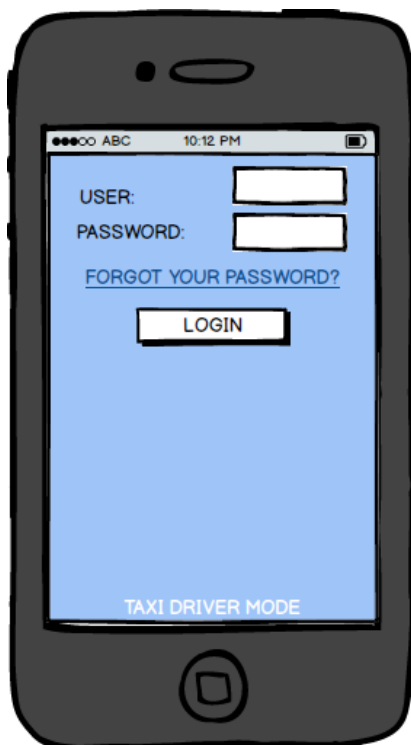 ABC 10:12 PM
USER:
PASSWORD:
FORGOT YOUR PASSWORD?
LOGIN
TAXI DRIVER MODE